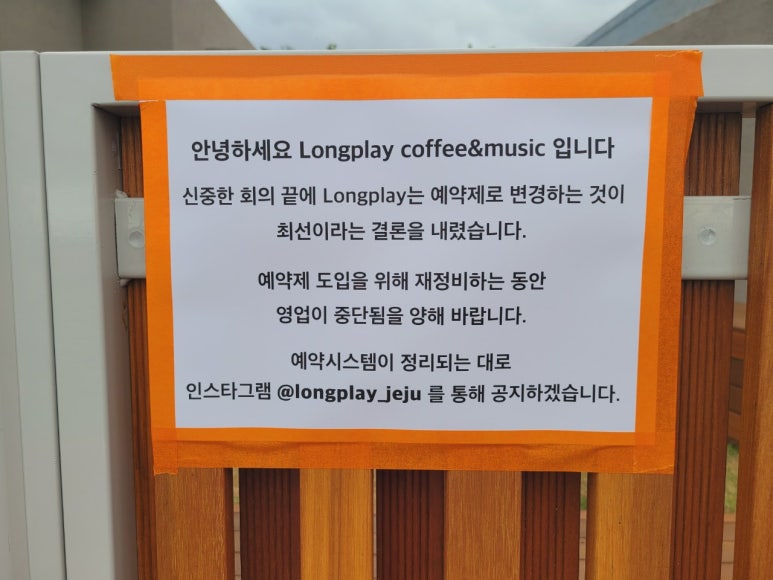 안녕하세요 Longplay coffee&music 입니다
신중한 회의 끝에 Longplay는 예약제로 변경하는 것이
최선이라는 결론을 내렸습니다.
예약제 도입을 위해 재정비하는 동안
영업이 중단됨을 양해 바랍니다.
예약시스템이 정리되는 대로
인스타그램 @longplay_jeju 를 통해 공지하겠습니다.